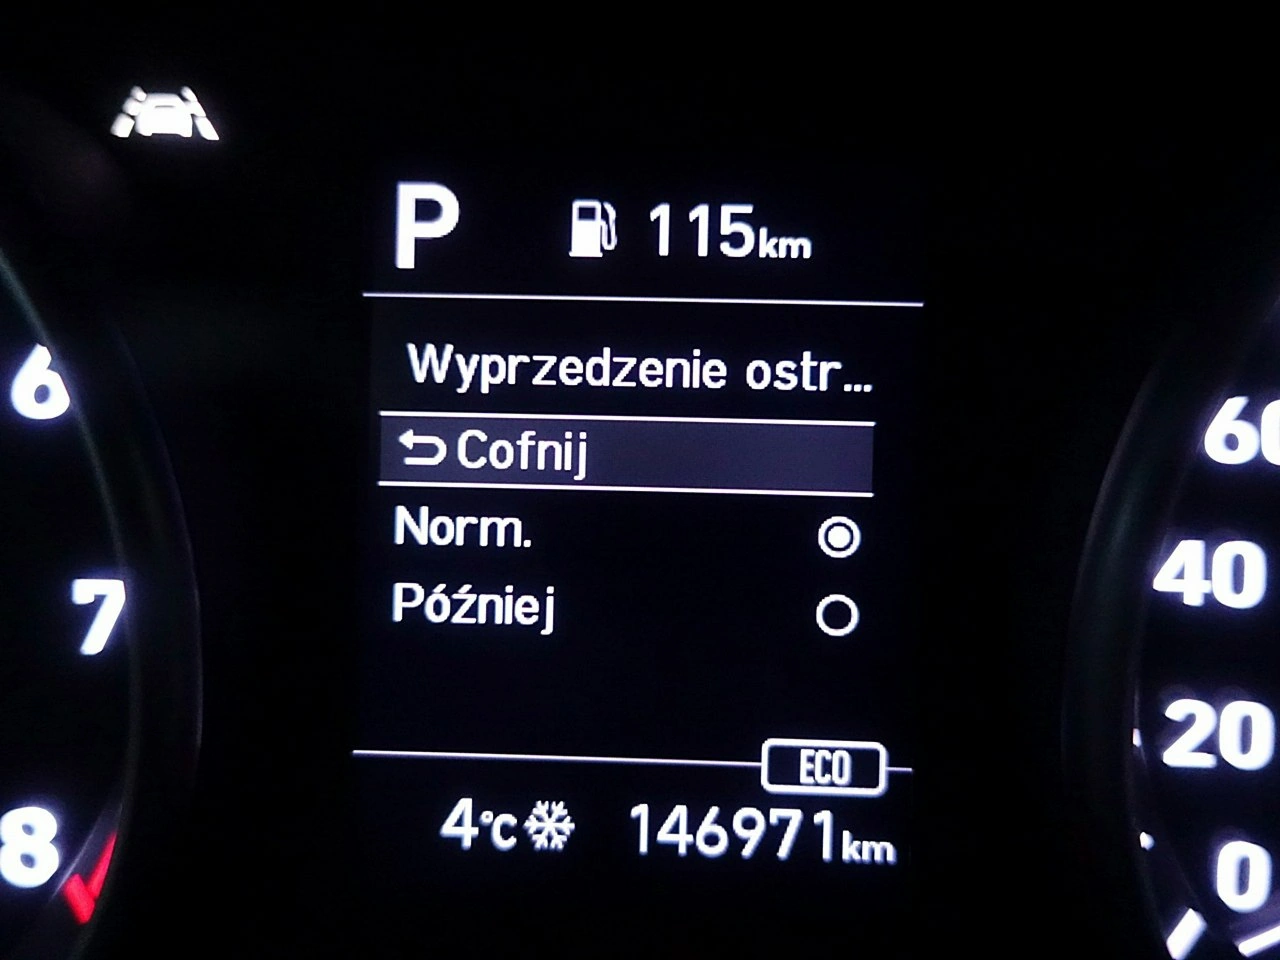 P 115km
Wyprzedzenie ostr...
Cofnij
Norm.
Później
ECO
4°C 146971km
6
7
8
60
40
20
0